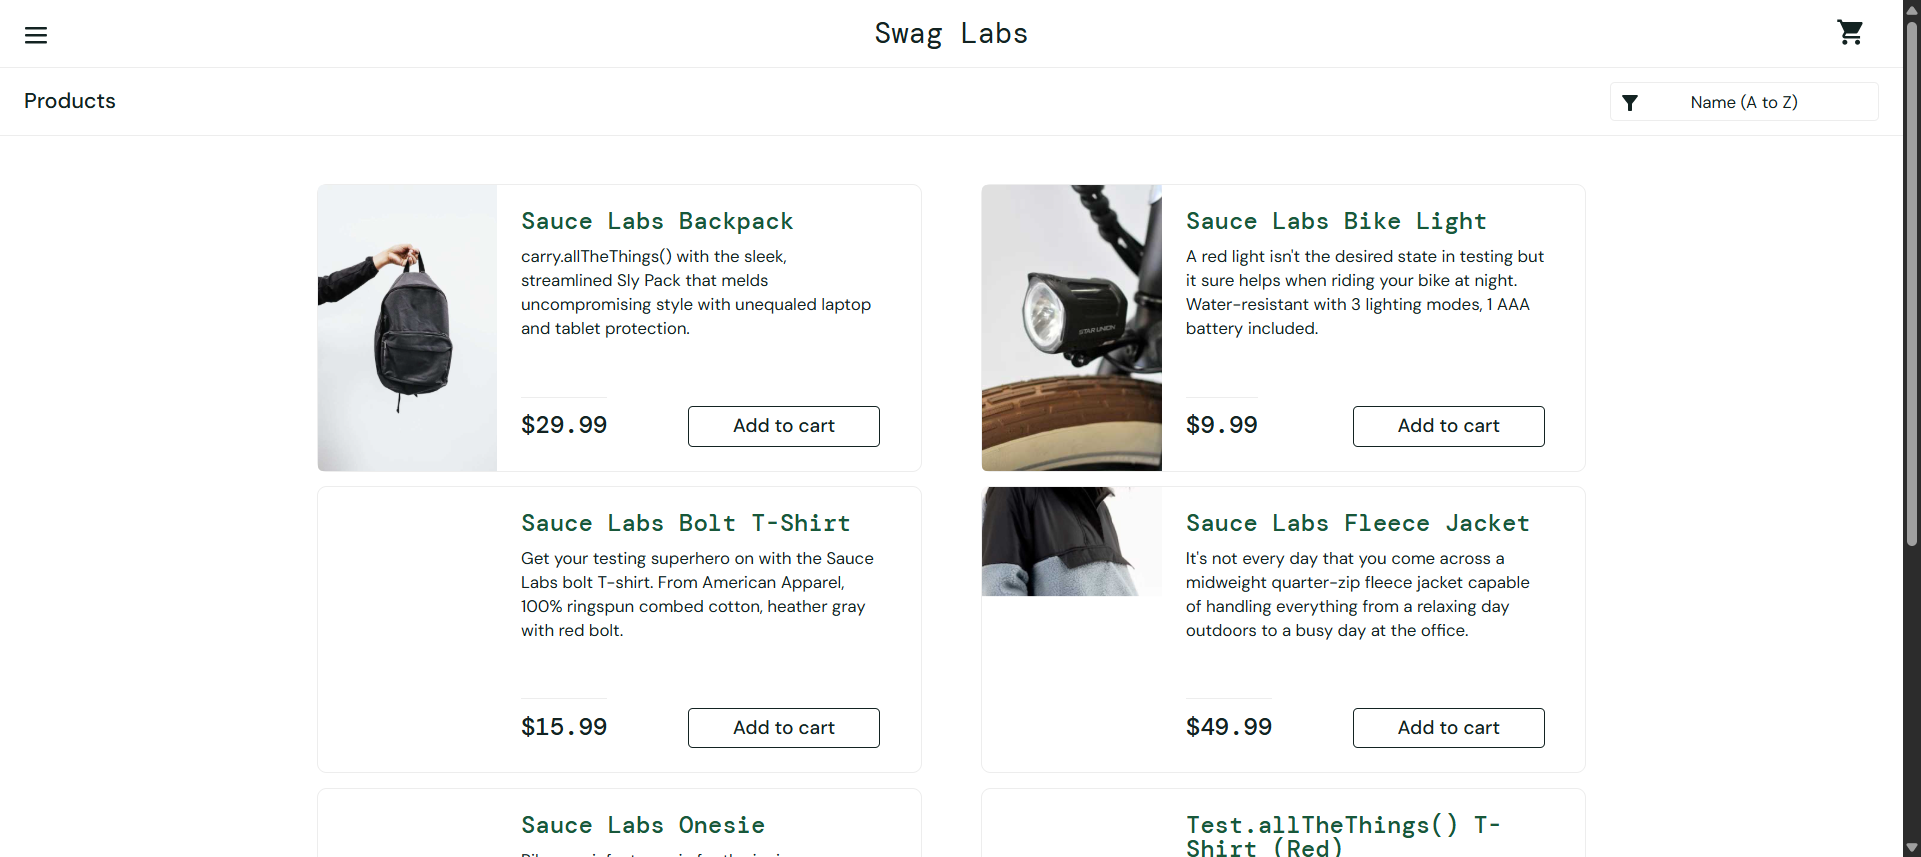 Swag Labs
Products
Name (A to Z)
Sauce Labs Backpack
carry.allTheThings() with the sleek,
streamlined Sly Pack that melds
uncompromising style with unequaled laptop
and tablet protection.
$29.99
Add to cart
Sauce Labs Bike Light
A red light isn't the desired state in testing but
it sure helps when riding your bike at night.
Water-resistant with 3 lighting modes, 1 AAA
battery included.
STAR UNION
$9.99
Add to cart
Sauce Labs Bolt T-Shirt
Get your testing superhero on with the Sauce
Labs bolt T-shirt. From American Apparel,
100% ringspun combed cotton, heather gray
with red bolt.
$15.99
Add to cart
Sauce Labs Fleece Jacket
It's not every day that you come across a
midweight quarter-zip fleece jacket capable
of handling everything from a relaxing day
outdoors to a busy day at the office.
$49.99
Add to cart
Sauce Labs Onesie
Test.allTheThings() T-
Shirt (Red)